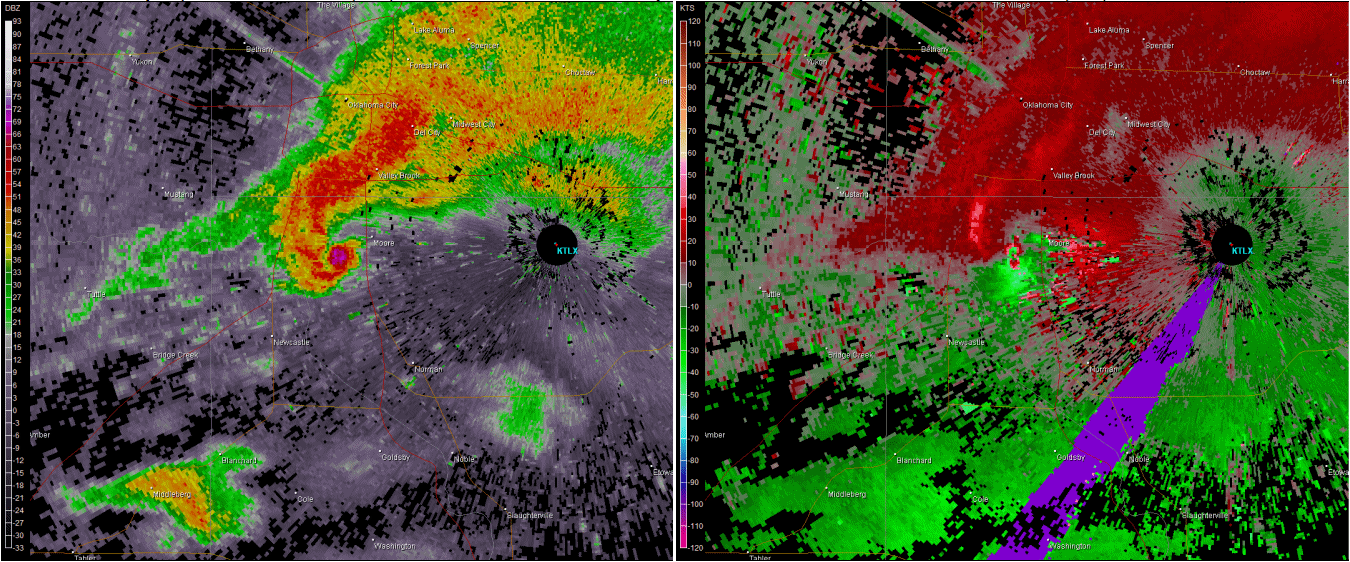 DBZ
93
90
87
84
81
78
75
72
69
66
63
60
57
54
51
48
45
42
39
36
33
30
27
24
21
18
15
12
9
6
3
0
-3
-6
-9
-12
-15
-18
-21
-24
-27
-30
-33
The Village
Lake Aluma
Bethany
Spencer
Yukon
Forest Park
Choctaw
Harr
Oklahoma City
Del City
Midwest City
Valley Brook
Mustang
Moore
KTLX
Tuttle
Newcastle
Bridge Creek
Norman
Amber
Blanchard
Goldsby
Noble
Etowa
Middleberg
Cole
Slaughterville
Washington
Tabler
KTS
120
110
100
90
80
70
60
50
40
30
20
10
0
-10
-20
-30
-40
-50
-60
-70
-80
-90
-100
-110
-120
The Village
Lake Aluma
Bethany
Spencer
Yukon
Forest Park
Choctaw
Harra
Oklahoma City
Del City
Midwest City
Valley Brook
Mustang
Moore
KTLX
Tuttle
Newcastle
Bridge Creek
Norman
Amber
Blanchard
Goldsby
Noble
Etowa
Middleberg
Cole
Slaughterville
Washington
Tabler